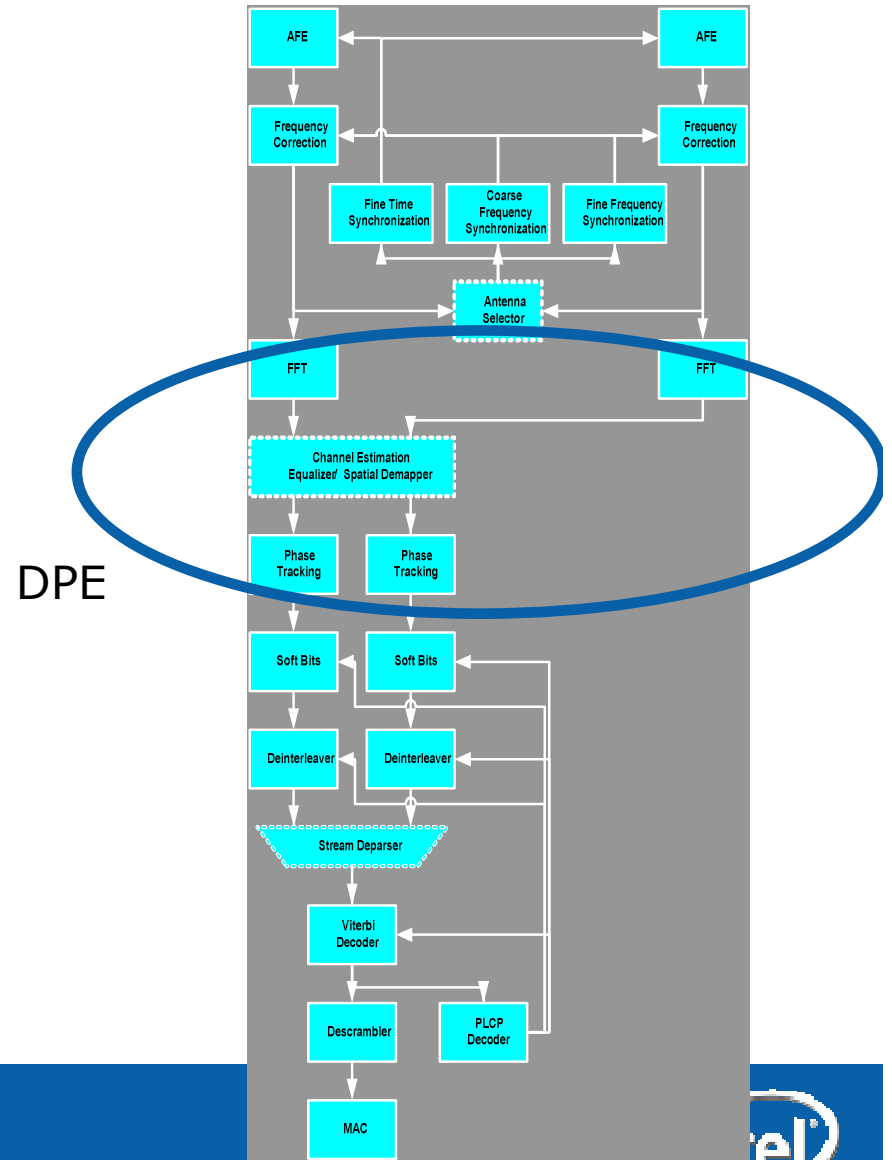 AFE
AFE
Frequency
Correction
Frequency
Correction
Fine Time
Synchronization
Coarse
Frequency
Synchronization
Fine Frequency
Synchronization
Antenna
Selector
FFT
FFT
Channel Estimation
Equalizer/ Spatial Demapper
Phase
Tracking
Phase
Tracking
DPE
Soft Bits
Soft Bits
Deinterleaver
Deinterleaver
Stream Deparser
Viterbi
Decoder
Descrambler
PLCP
Decoder
MAC